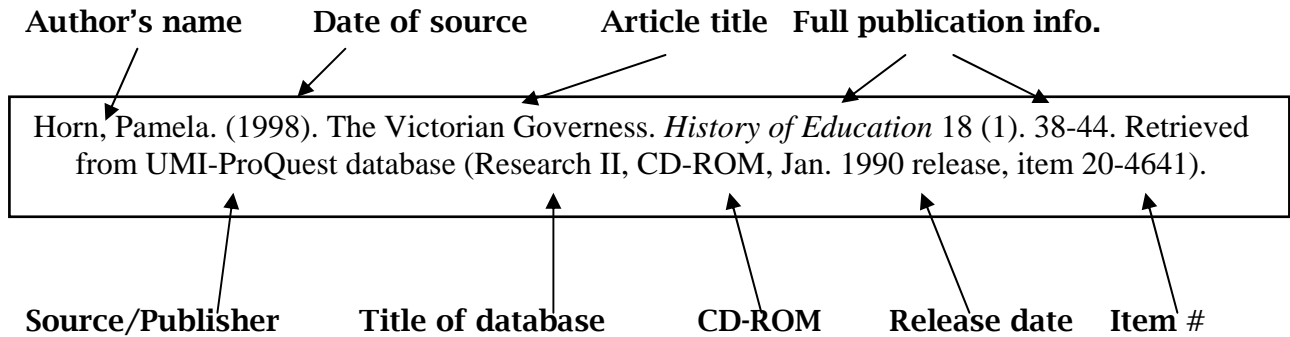 Author’s name Date of source Article title Full publication info.
Horn, Pamela. (1998). The Victorian Governess. History of Education 18 (1). 38-44. Retrieved
from UMI-ProQuest database (Research II, CD-ROM, Jan. 1990 release, item 20-4641).
Source/Publisher Title of database CD-ROM Release date Item #